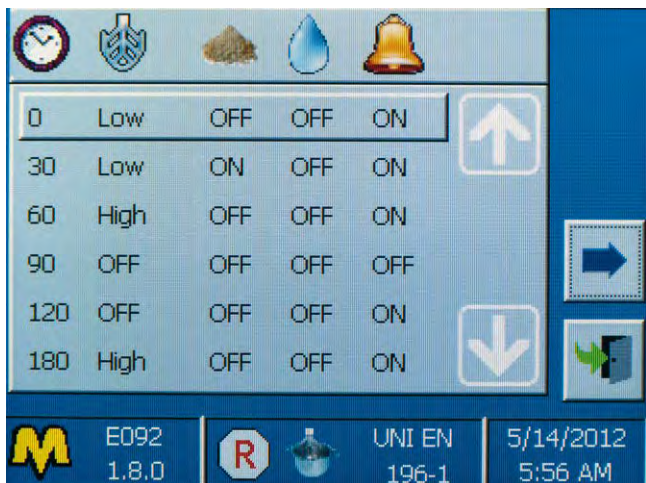 0 Low OFF OFF ON
30 Low ON OFF ON
60 High OFF OFF ON
90 OFF OFF OFF OFF
120 OFF OFF OFF ON
180 High OFF OFF ON
E092
1.8.0
R
UNI EN
196-1
5/14/2012
5:56 AM